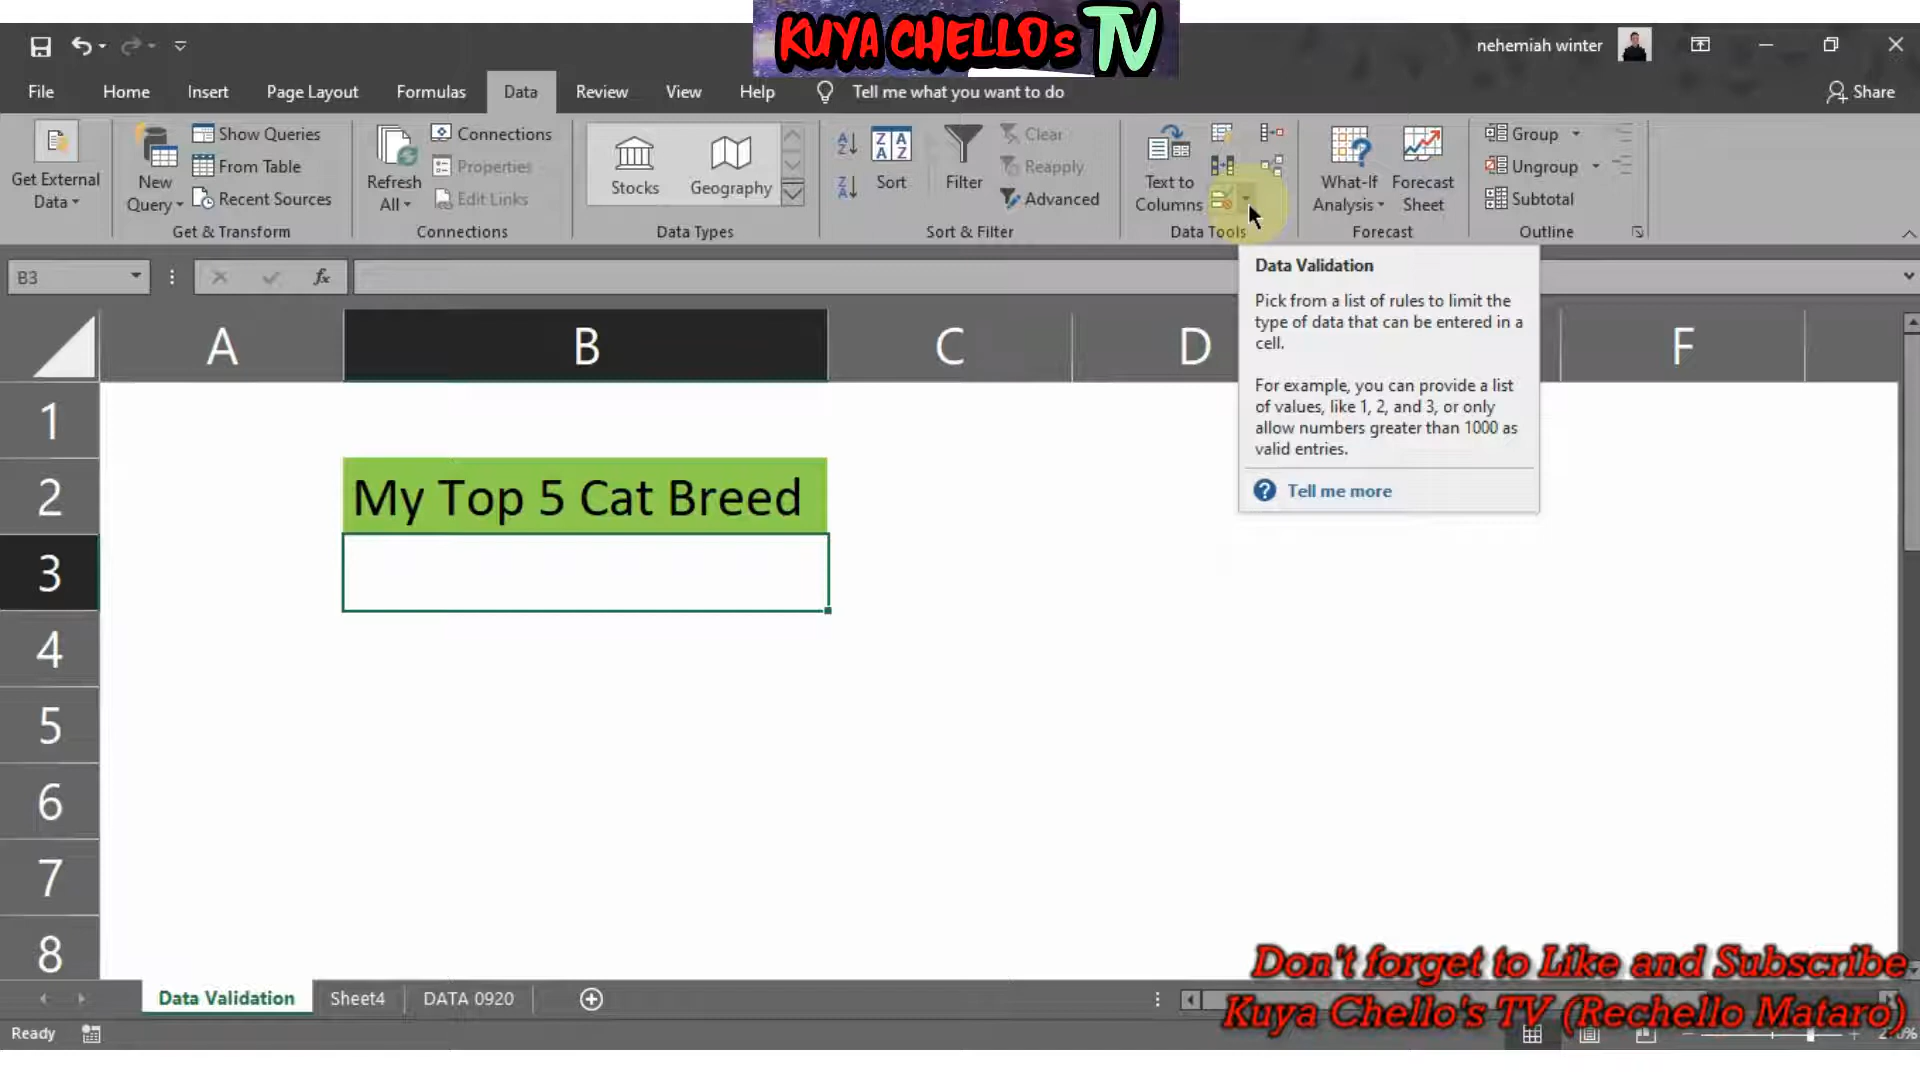 KUYA CHELLO's TV
nehemiah winter
File Home Insert Page Layout Formulas Data Review View Help Tell me what you want to do Share
Get External Data
New Query
Show Queries
From Table
Recent Sources
Get & Transform
Refresh All
Connections
Properties
Edit Links
Connections
Stocks Geography
Data Types
Sort
Filter
Clear
Reapply
Advanced
Sort & Filter
Text to Columns
Data Tools
What-If Analysis
Forecast Sheet
Forecast
Group
Ungroup
Subtotal
Outline
B3
fx
Data Validation
Pick from a list of rules to limit the
type of data that can be entered in a
cell.
For example, you can provide a list
of values, like 1, 2, and 3, or only
allow numbers greater than 1000 as
valid entries.
Tell me more
A B C D F
1
2 My Top 5 Cat Breed
3
4
5
6
7
8
Don't forget to Like and Subscribe
Kuya Chello's TV (Rechello Mataro)
Data Validation Sheet4 DATA 0920
Ready